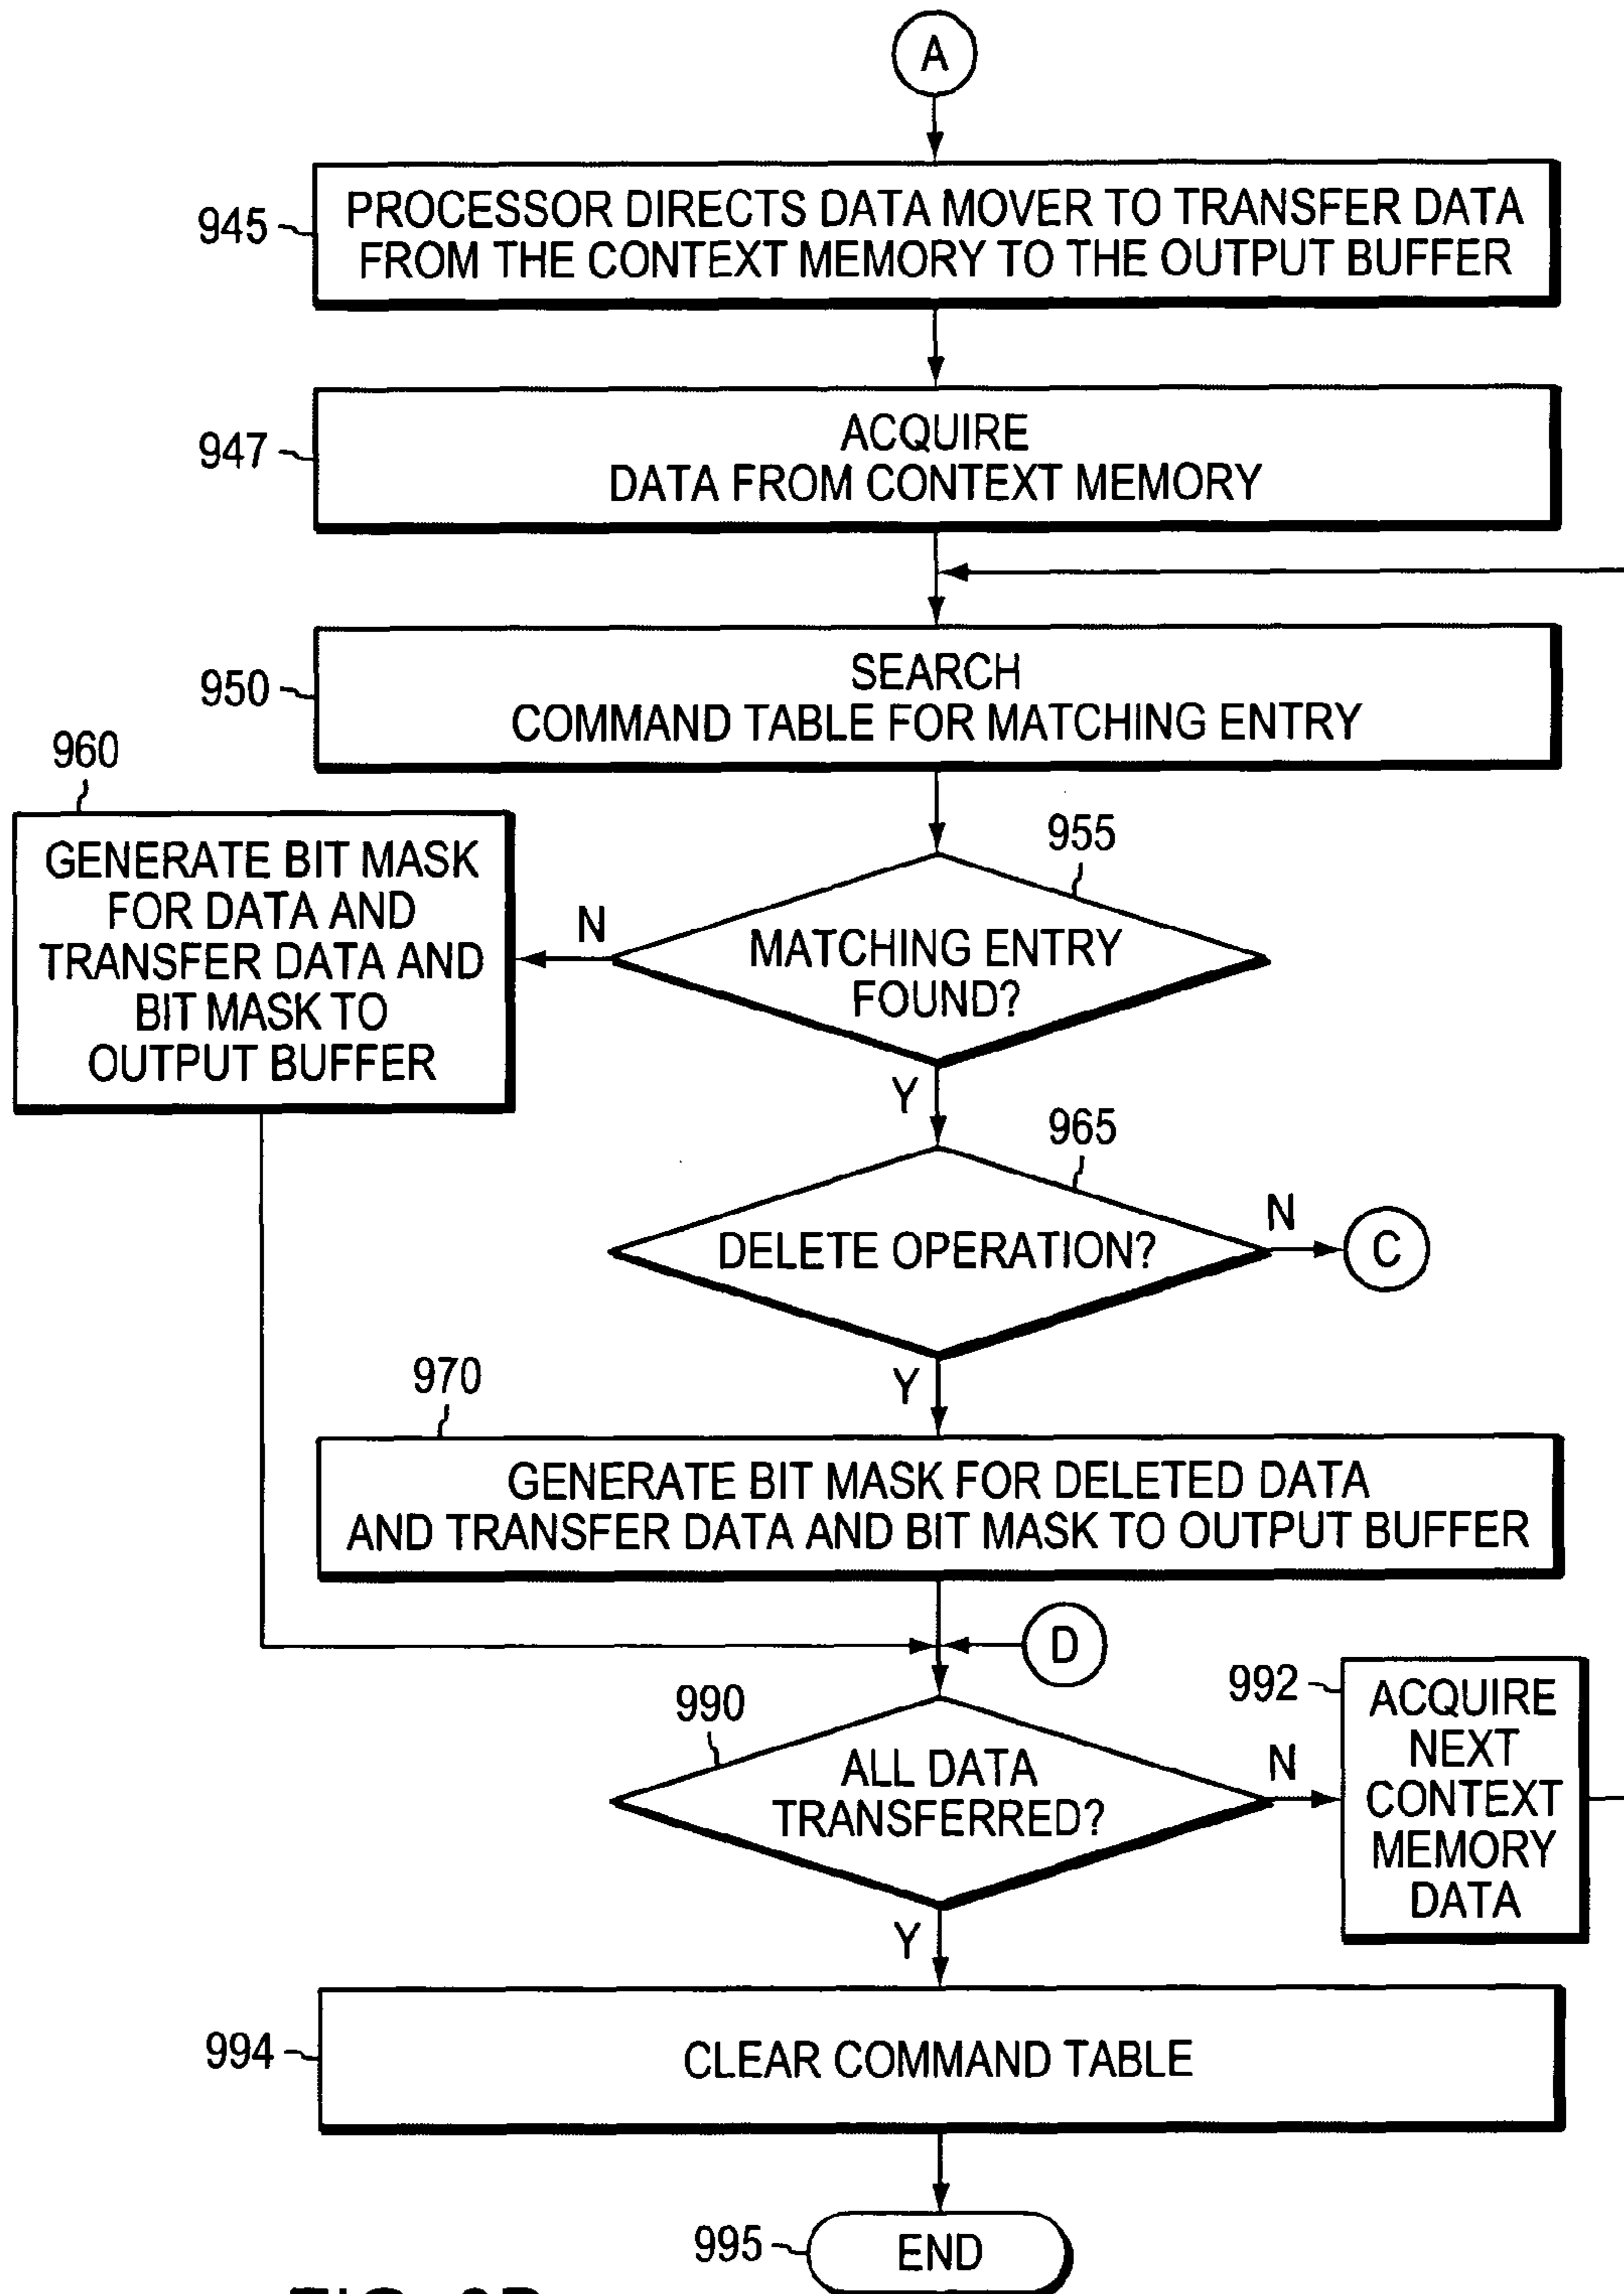 A
945
PROCESSOR DIRECTS DATA MOVER TO TRANSFER DATA
FROM THE CONTEXT MEMORY TO THE OUTPUT BUFFER
947
ACQUIRE
DATA FROM CONTEXT MEMORY
950
SEARCH
COMMAND TABLE FOR MATCHING ENTRY
960
GENERATE BIT MASK
FOR DATA AND
TRANSFER DATA AND
BIT MASK TO
OUTPUT BUFFER
955
N
MATCHING ENTRY
FOUND?
Y
965
DELETE OPERATION?
N
C
Y
970
GENERATE BIT MASK FOR DELETED DATA
AND TRANSFER DATA AND BIT MASK TO OUTPUT BUFFER
D
990
ALL DATA
TRANSFERRED?
N
992
ACQUIRE
NEXT
CONTEXT
MEMORY
DATA
Y
994
CLEAR COMMAND TABLE
995
END